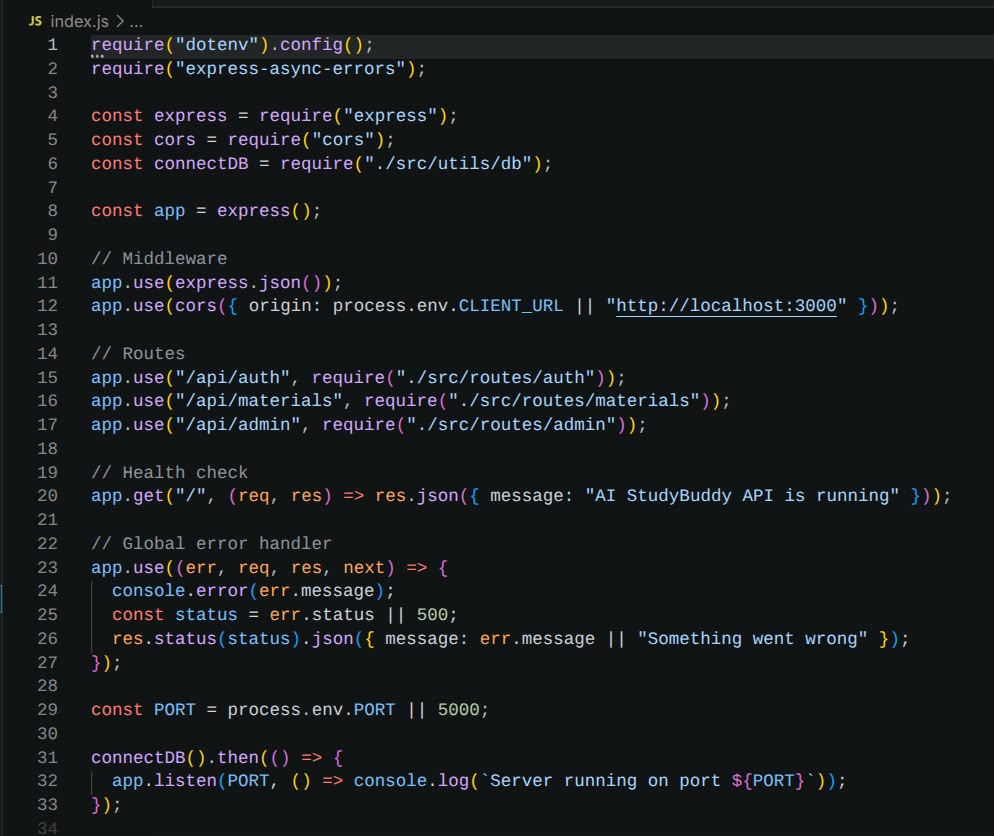 JS index.js > ...
1 require("dotenv").config();
2 require("express-async-errors");
3
4 const express = require("express");
5 const cors = require("cors");
6 const connectDB = require("./src/utils/db");
7
8 const app = express();
9
10 // Middleware
11 app.use(express.json());
12 app.use(cors({ origin: process.env.CLIENT_URL || "http://localhost:3000" }));
13
14 // Routes
15 app.use("/api/auth", require("./src/routes/auth"));
16 app.use("/api/materials", require("./src/routes/materials"));
17 app.use("/api/admin", require("./src/routes/admin"));
18
19 // Health check
20 app.get("/", (req, res) => res.json({ message: "AI StudyBuddy API is running" }));
21
22 // Global error handler
23 app.use((err, req, res, next) => {
24   console.error(err.message);
25   const status = err.status || 500;
26   res.status(status).json({ message: err.message || "Something went wrong" });
27 });
28
29 const PORT = process.env.PORT || 5000;
30
31 connectDB().then(() => {
32   app.listen(PORT, () => console.log(`Server running on port ${PORT}`));
33 });
34